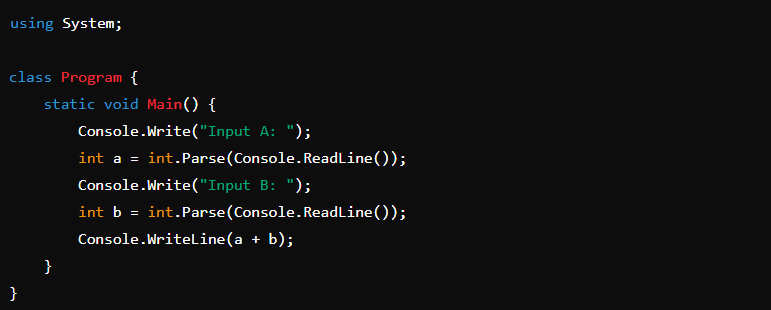 using System;

class Program {
    static void Main() {
        Console.Write("Input A: ");
        int a = int.Parse(Console.ReadLine());
        Console.Write("Input B: ");
        int b = int.Parse(Console.ReadLine());
        Console.WriteLine(a + b);
    }
}